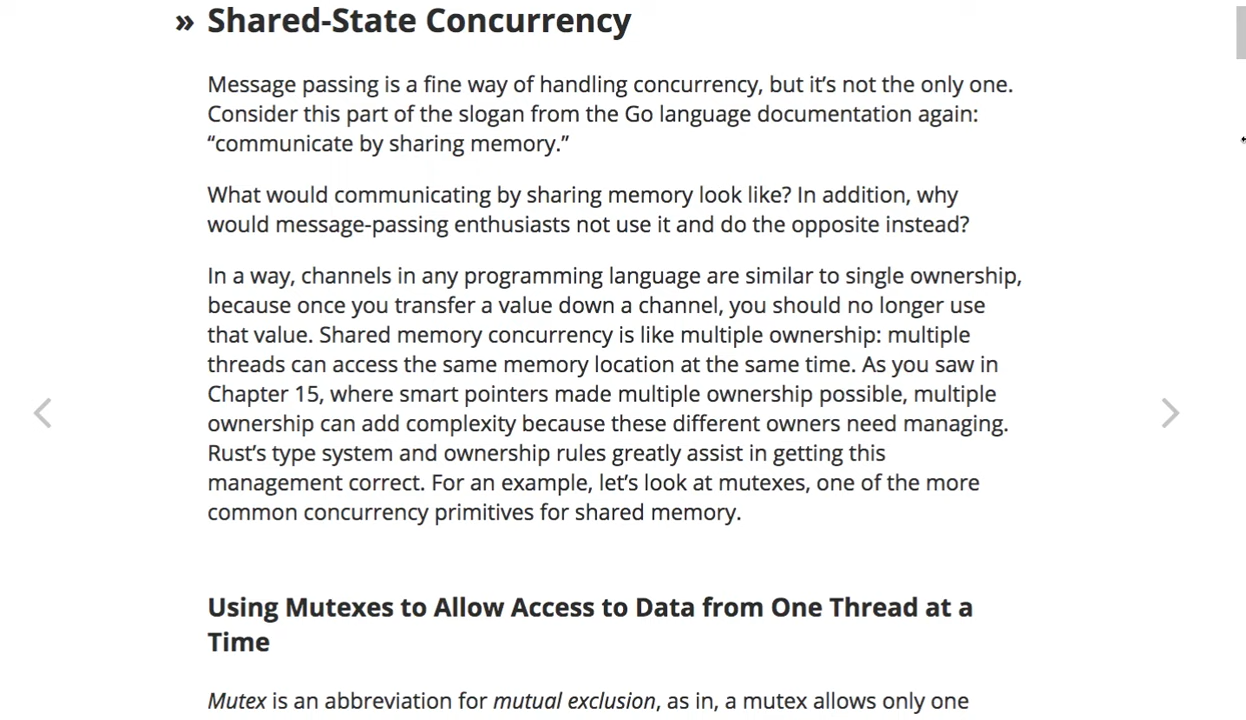 » Shared-State Concurrency
Message passing is a fine way of handling concurrency, but it’s not the only one.
Consider this part of the slogan from the Go language documentation again:
“communicate by sharing memory.”
What would communicating by sharing memory look like? In addition, why
would message-passing enthusiasts not use it and do the opposite instead?
In a way, channels in any programming language are similar to single ownership,
because once you transfer a value down a channel, you should no longer use
that value. Shared memory concurrency is like multiple ownership: multiple
threads can access the same memory location at the same time. As you saw in
Chapter 15, where smart pointers made multiple ownership possible, multiple
ownership can add complexity because these different owners need managing.
Rust’s type system and ownership rules greatly assist in getting this
management correct. For an example, let’s look at mutexes, one of the more
common concurrency primitives for shared memory.
Using Mutexes to Allow Access to Data from One Thread at a
Time
Mutex is an abbreviation for mutual exclusion, as in, a mutex allows only one